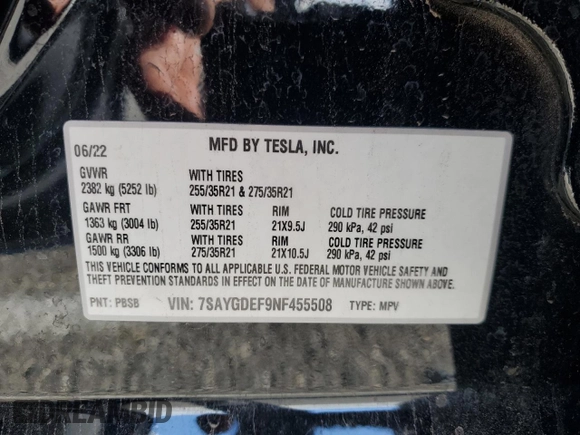 06/22 MFD BY TESLA, INC.
GVWR WITH TIRES
2382 kg (5252 lb) 255/35R21 & 275/35R21
GAWR FRT WITH TIRES RIM COLD TIRE PRESSURE
1363 kg (3004 lb) 255/35R21 21X9.5J 290 kPa, 42 psi
GAWR RR WITH TIRES RIM COLD TIRE PRESSURE
1500 kg (3306 lb) 275/35R21 21X10.5J 290 kPa, 42 psi
THIS VEHICLE CONFORMS TO ALL APPLICABLE U.S. FEDERAL MOTOR VEHICLE SAFETY AND
THEFT PREVENTION STANDARDS IN EFFECT ON THE DATE OF MANUFACTURE SHOWN ABOVE.
PNT: PBSB VIN: 7SAYGDEF9NF455508 TYPE: MPV
DREAMBID